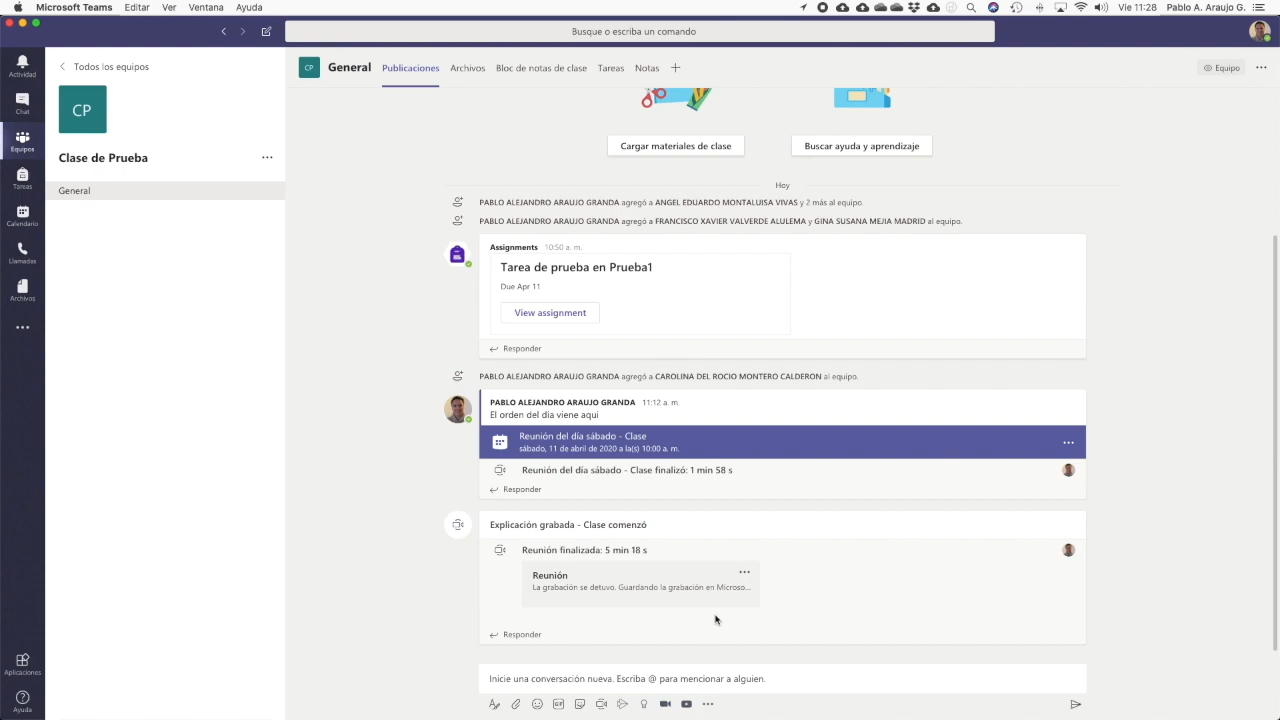 Microsoft Teams Editar Ver Ventana Ayuda
Vie 11:28 Pablo A. Araujo G.
Busque o escriba un comando
Actividad
Chat
Equipos
Tareas
Calendario
Llamadas
Archivos
Aplicaciones
Ayuda
Todos los equipos
CP
Clase de Prueba
General
CP General Publicaciones Archivos Bloc de notas de clase Tareas Notas
Equipo
Cargar materiales de clase
Buscar ayuda y aprendizaje
Hoy
PABLO ALEJANDRO ARAUJO GRANDA agregó a ANGEL EDUARDO MONTALUISA VIVAS y 2 más al equipo.
PABLO ALEJANDRO ARAUJO GRANDA agregó a FRANCISCO XAVIER VALVERDE ALULEMA y GINA SUSANA MEJIA MADRID al equipo.
Assignments 10:50 a. m.
Tarea de prueba en Prueba1
Due Apr 11
View assignment
Responder
PABLO ALEJANDRO ARAUJO GRANDA agregó a CAROLINA DEL ROCIO MONTERO CALDERON al equipo.
PABLO ALEJANDRO ARAUJO GRANDA 11:12 a. m.
El orden del dia viene aqui
Reunión del día sábado - Clase
sábado, 11 de abril de 2020 a la(s) 10:00 a. m.
Reunión del día sábado - Clase finalizó: 1 min 58 s
Responder
Explicación grabada - Clase comenzó
Reunión finalizada: 5 min 18 s
Reunión
La grabación se detuvo. Guardando la grabación en Microso...
Responder
Inicie una conversación nueva. Escriba @ para mencionar a alguien.
GIF